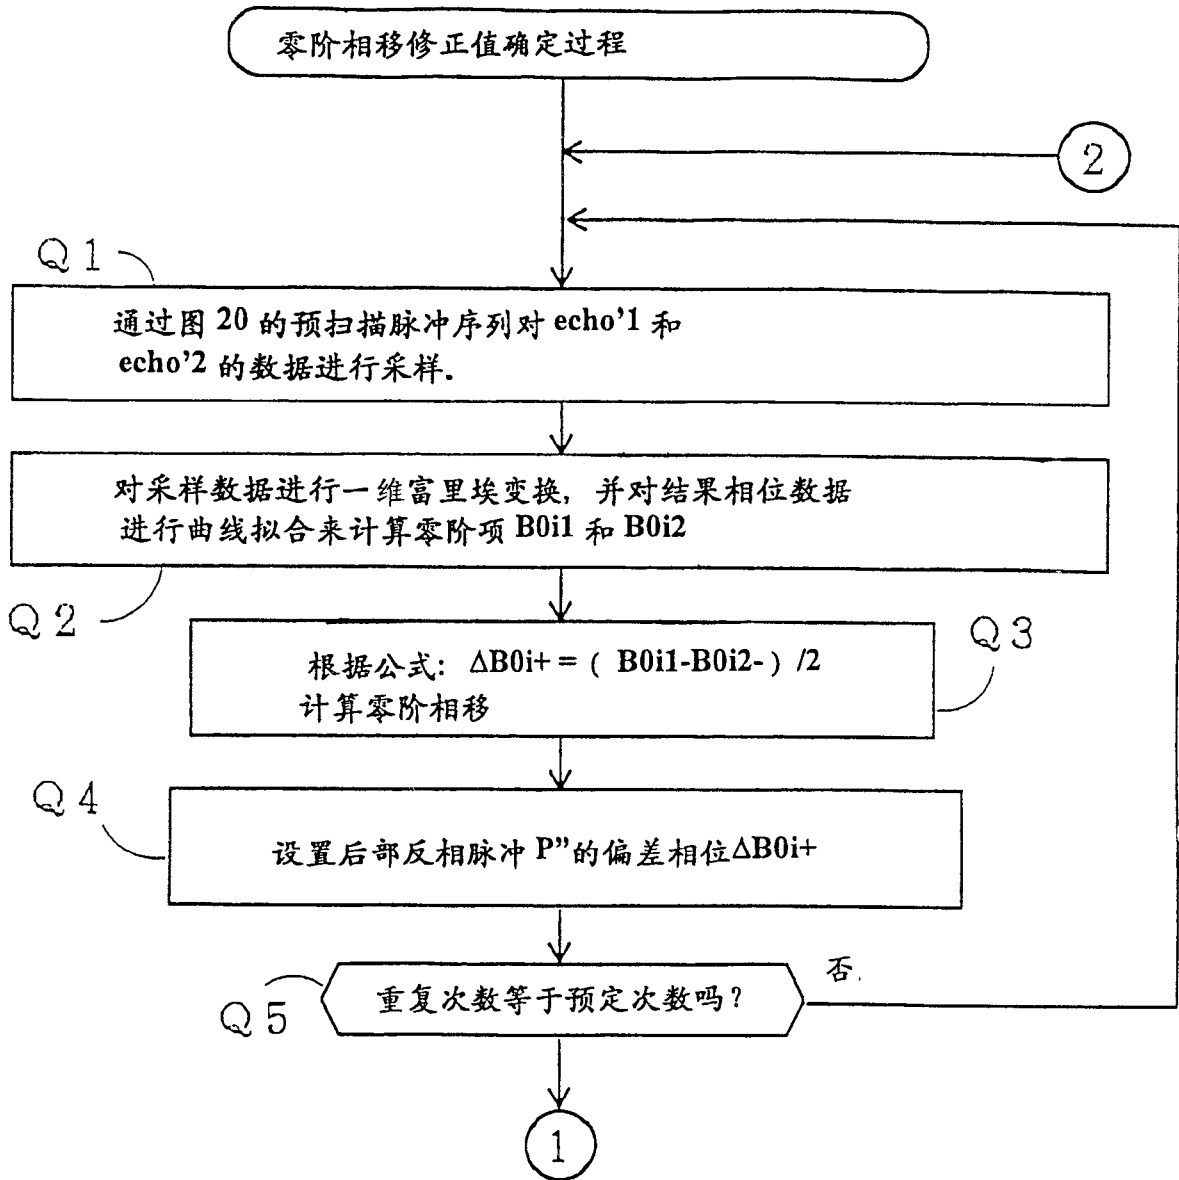 零阶相移修正值确定过程
2
Q1
通过图 20 的预扫描脉冲序列对 echo’1 和
echo’2 的数据进行采样.
对采样数据进行一维富里埃变换, 并对结果相位数据
进行曲线拟合来计算零阶项 B0i1 和 B0i2
Q2
Q3
根据公式: ΔB0i+ = ( B0i1-B0i2- ) /2
计算零阶相移
Q4
设置后部反相脉冲 P”的偏差相位ΔB0i+
否.
Q5
重复次数等于预定次数吗?
1